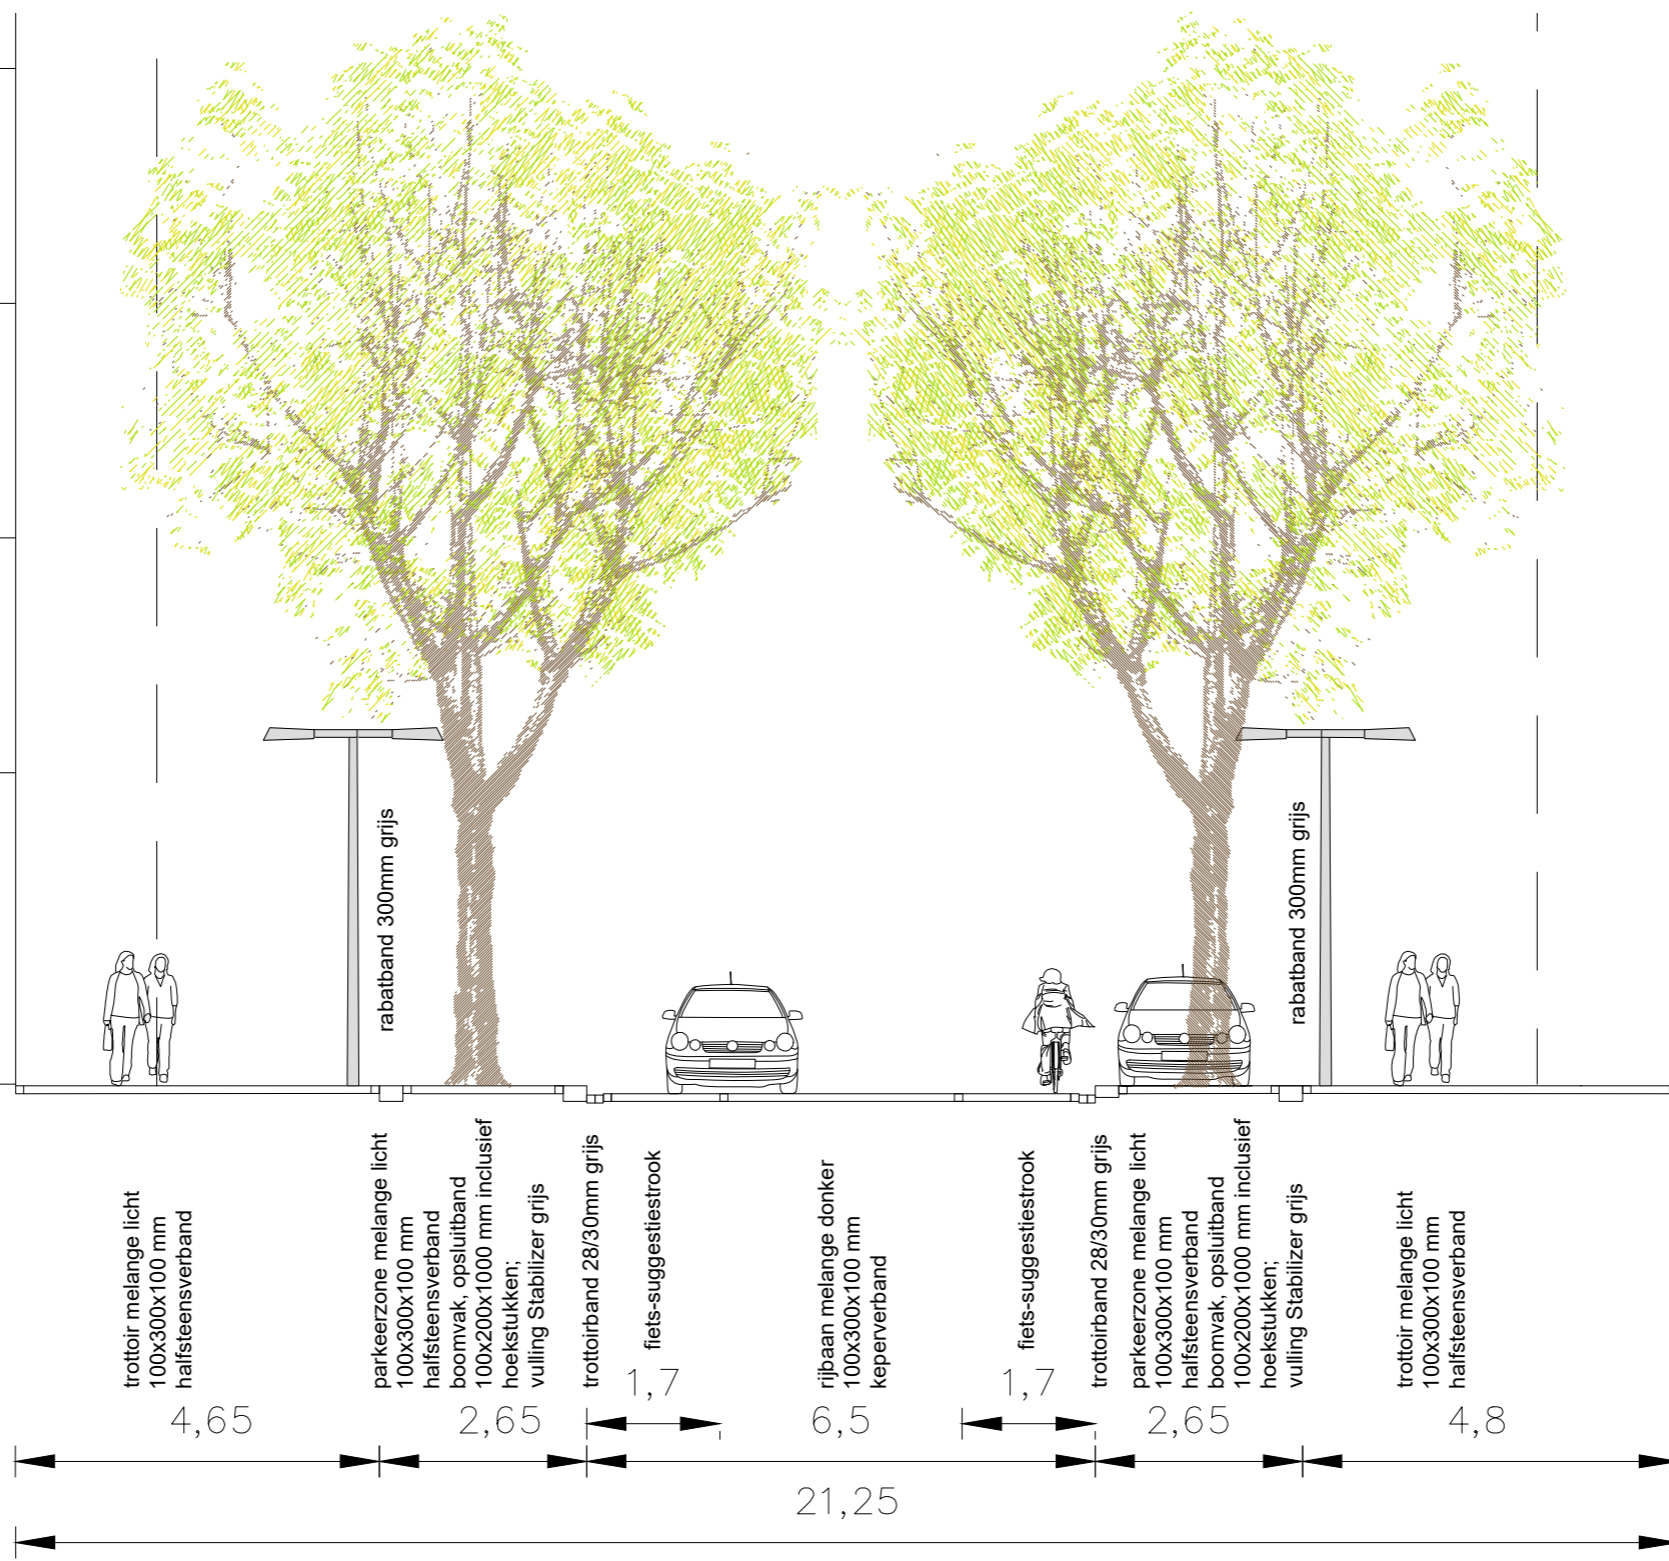 rabatband 300mm grijs
rabatband 300mm grijs
trottoir melange licht
100x300x100 mm
halfsteensverband
parkeerzone melange licht
100x300x100 mm
halfsteensverband
boomvak, opsluitband
100x200x1000 mm inclusief
hoekstukken;
vulling Stabilizer grijs
trottoirband 28/30mm grijs
fiets-suggestiestrook
rijbaan melange donker
100x300x100 mm
keperverband
fiets-suggestiestrook
trottoirband 28/30mm grijs
parkeerzone melange licht
100x300x100 mm
halfsteensverband
boomvak, opsluitband
100x200x1000 mm inclusief
hoekstukken;
vulling Stabilizer grijs
trottoir melange licht
100x300x100 mm
halfsteensverband
1,7
1,7
4,65
2,65
6,5
2,65
4,8
21,25